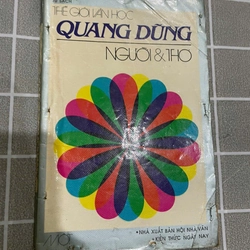 THẾ GIỚI VĂN HỌC
QUANG DŨNG
NGƯỜI & THƠ
• NHÀ XUẤT BẢN HỘI NHÀ VĂN
• KIẾN THỨC NGÀY NAY